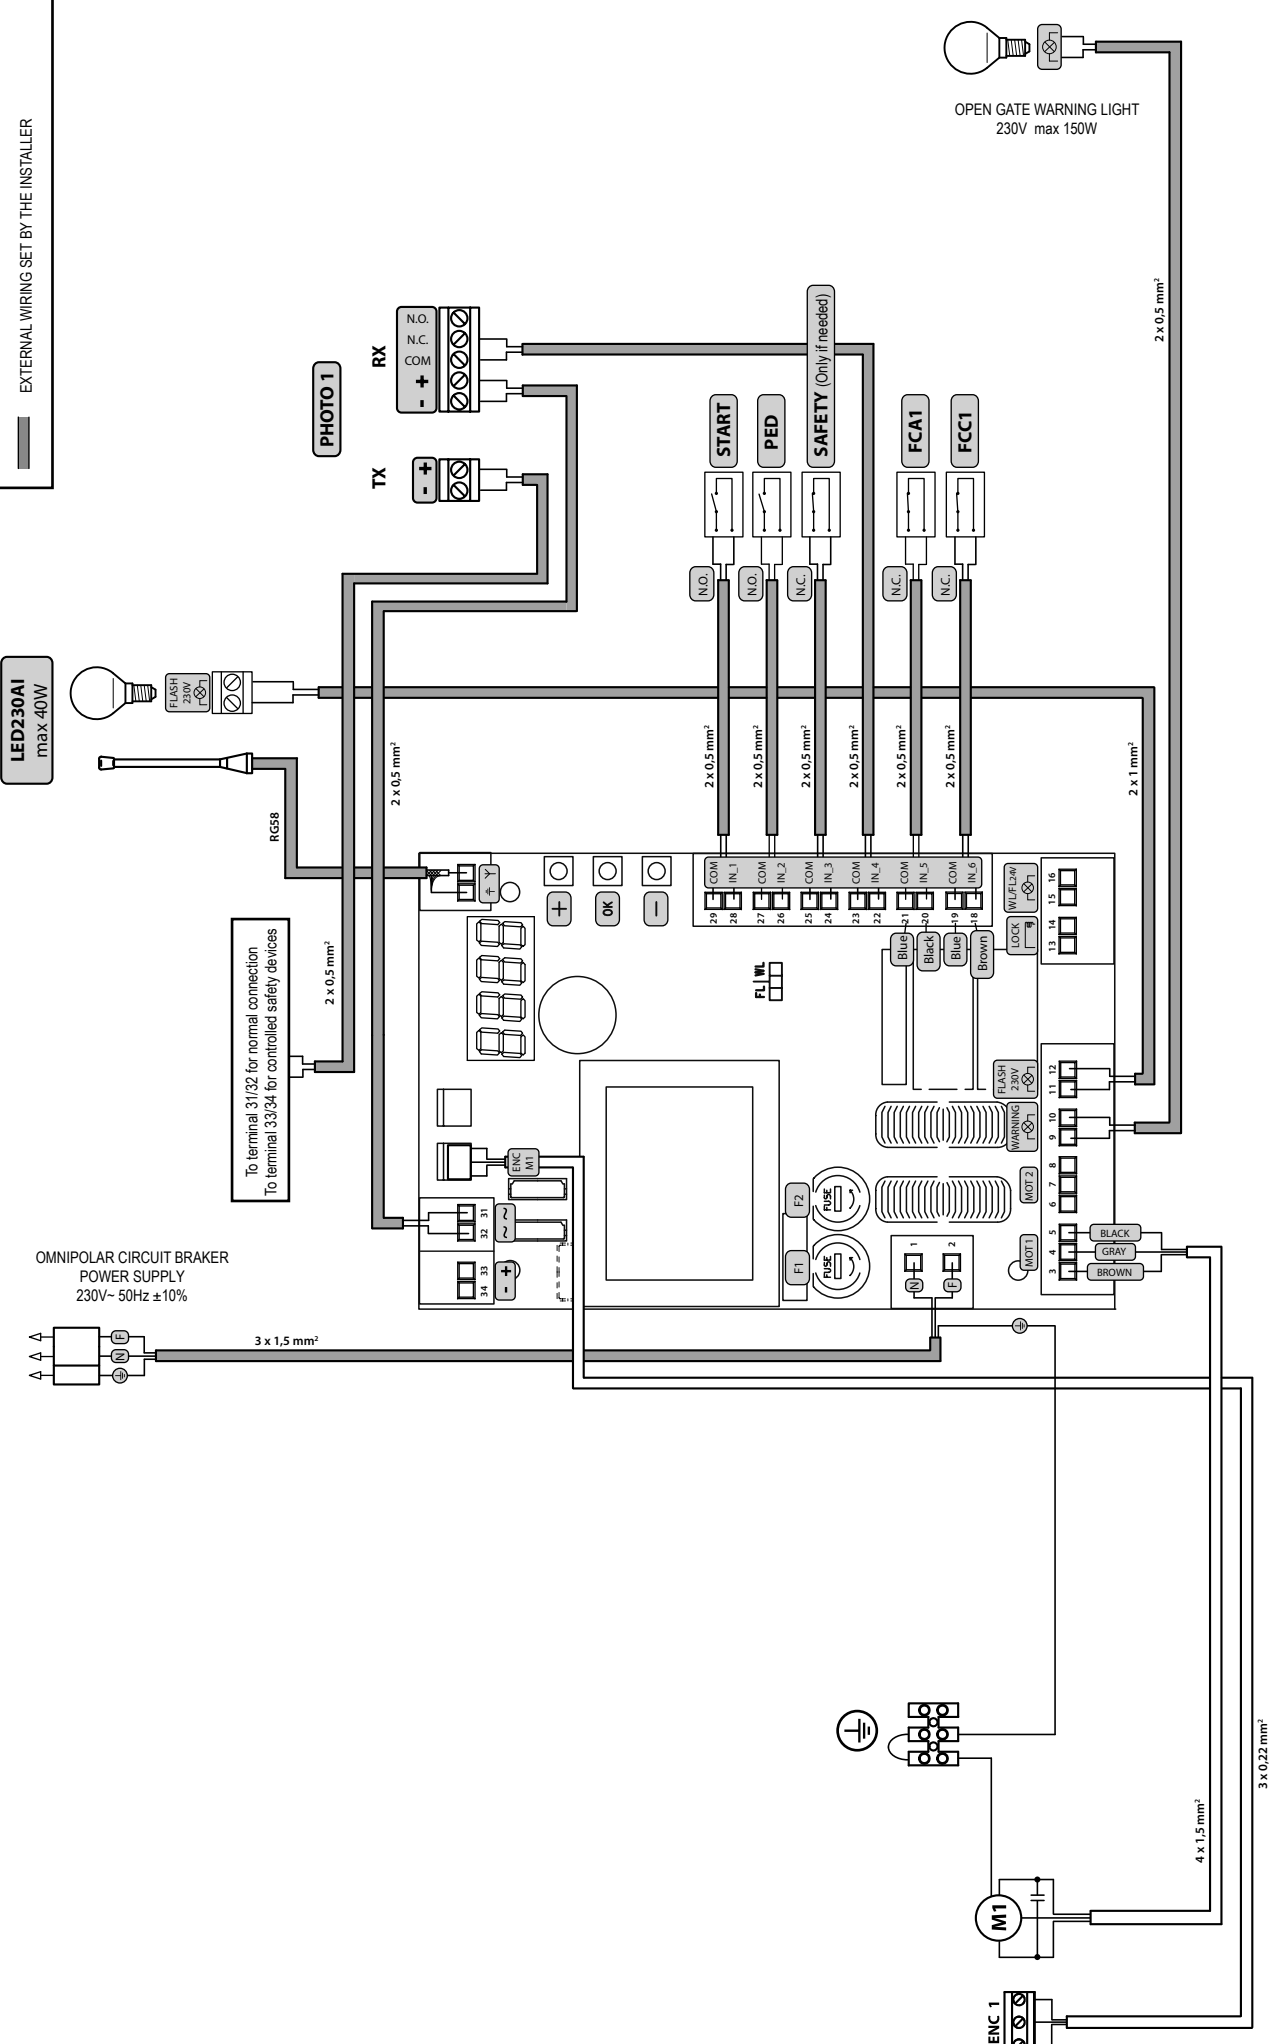 EXTERNAL WIRING SET BY THE INSTALLER
OPEN GATE WARNING LIGHT
230V max 150W
2 x 0,5 mm²
LED230AI
max 40W
FLASH
230V
PHOTO 1
TX
- +
RX
- + COM N.C. N.O.
RG58
2 x 0,5 mm²
2 x 0,5 mm²
To terminal 31/32 for normal connection
To terminal 33/34 for controlled safety devices
START
PED
SAFETY (Only if needed)
FCA1
FCC1
N.O.
N.O.
N.C.
N.C.
N.C.
2 x 0,5 mm²
2 x 0,5 mm²
2 x 0,5 mm²
2 x 0,5 mm²
2 x 0,5 mm²
2 x 0,5 mm²
2 x 1 mm²
+
OK
-
COM
IN_1
COM
IN_2
COM
IN_3
COM
IN_4
COM
IN_5
COM
IN_6
29
28
27
26
25
24
23
22
21
20
19
18
Blue
Black
Blue
Brown
FL WL
LOCK
WL/FL24V
13 14 15 16
FLASH
230V
WARNING
MOT 2
MOT 1
3 4 5 6 7 8 9 10 11 12
BLACK
GRAY
BROWN
ENC
M1
34 33 32 31
- +
~ ~
F1
F2
FUSE
FUSE
1
2
N
F
OMNIPOLAR CIRCUIT BRAKER
POWER SUPPLY
230V~ 50Hz ±10%
F
N
3 x 1,5 mm²
M1
ENC 1
4 x 1,5 mm²
3 x 0,22 mm²